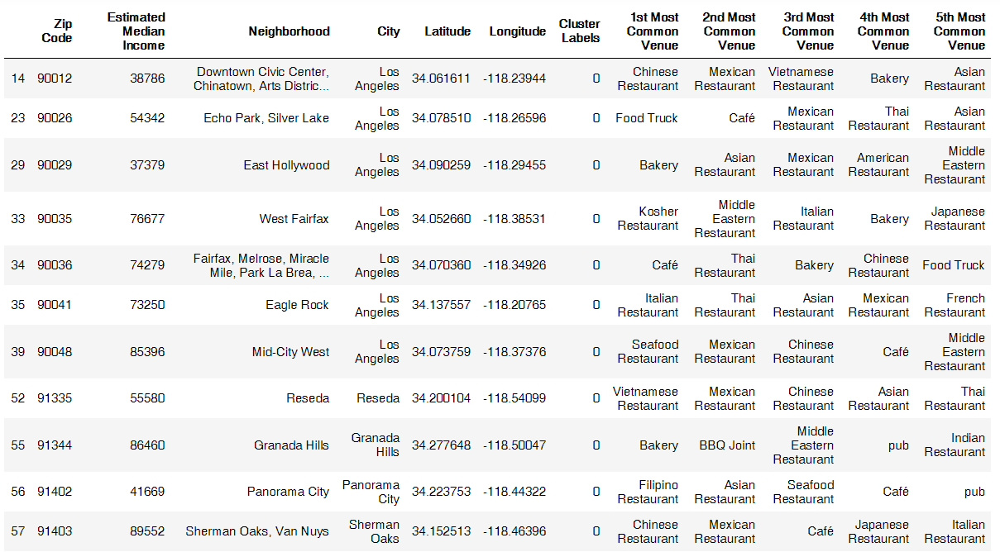 Zip Code Estimated Median Income Neighborhood City Latitude Longitude Cluster Labels 1st Most Common Venue 2nd Most Common Venue 3rd Most Common Venue 4th Most Common Venue 5th Most Common Venue
14 90012 38786 Downtown Civic Center, Chinatown, Arts Distric... Los Angeles 34.061611 -118.23944 0 Chinese Restaurant Mexican Restaurant Vietnamese Restaurant Bakery Asian Restaurant
23 90026 54342 Echo Park, Silver Lake Los Angeles 34.078510 -118.26596 0 Food Truck Café Mexican Restaurant Thai Restaurant Asian Restaurant
29 90029 37379 East Hollywood Los Angeles 34.090259 -118.29455 0 Bakery Asian Restaurant Mexican Restaurant American Restaurant Middle Eastern Restaurant
33 90035 76677 West Fairfax Los Angeles 34.052660 -118.38531 0 Kosher Restaurant Middle Eastern Restaurant Italian Restaurant Bakery Japanese Restaurant
34 90036 74279 Fairfax, Melrose, Miracle Mile, Park La Brea, ... Los Angeles 34.070360 -118.34926 0 Café Thai Restaurant Bakery Chinese Restaurant Food Truck
35 90041 73250 Eagle Rock Los Angeles 34.137557 -118.20765 0 Italian Restaurant Thai Restaurant Asian Restaurant Mexican Restaurant French Restaurant
39 90048 85396 Mid-City West Los Angeles 34.073759 -118.37376 0 Seafood Restaurant Mexican Restaurant Chinese Restaurant Café Middle Eastern Restaurant
52 91335 55580 Reseda Reseda 34.200104 -118.54099 0 Vietnamese Restaurant Mexican Restaurant Chinese Restaurant Asian Restaurant Thai Restaurant
55 91344 86460 Granada Hills Granada Hills 34.277648 -118.50047 0 Bakery BBQ Joint Middle Eastern Restaurant pub Indian Restaurant
56 91402 41669 Panorama City Panorama City 34.223753 -118.44322 0 Filipino Restaurant Asian Restaurant Seafood Restaurant Café pub
57 91403 89552 Sherman Oaks, Van Nuys Sherman Oaks 34.152513 -118.46396 0 Chinese Restaurant Mexican Restaurant Café Japanese Restaurant Italian Restaurant